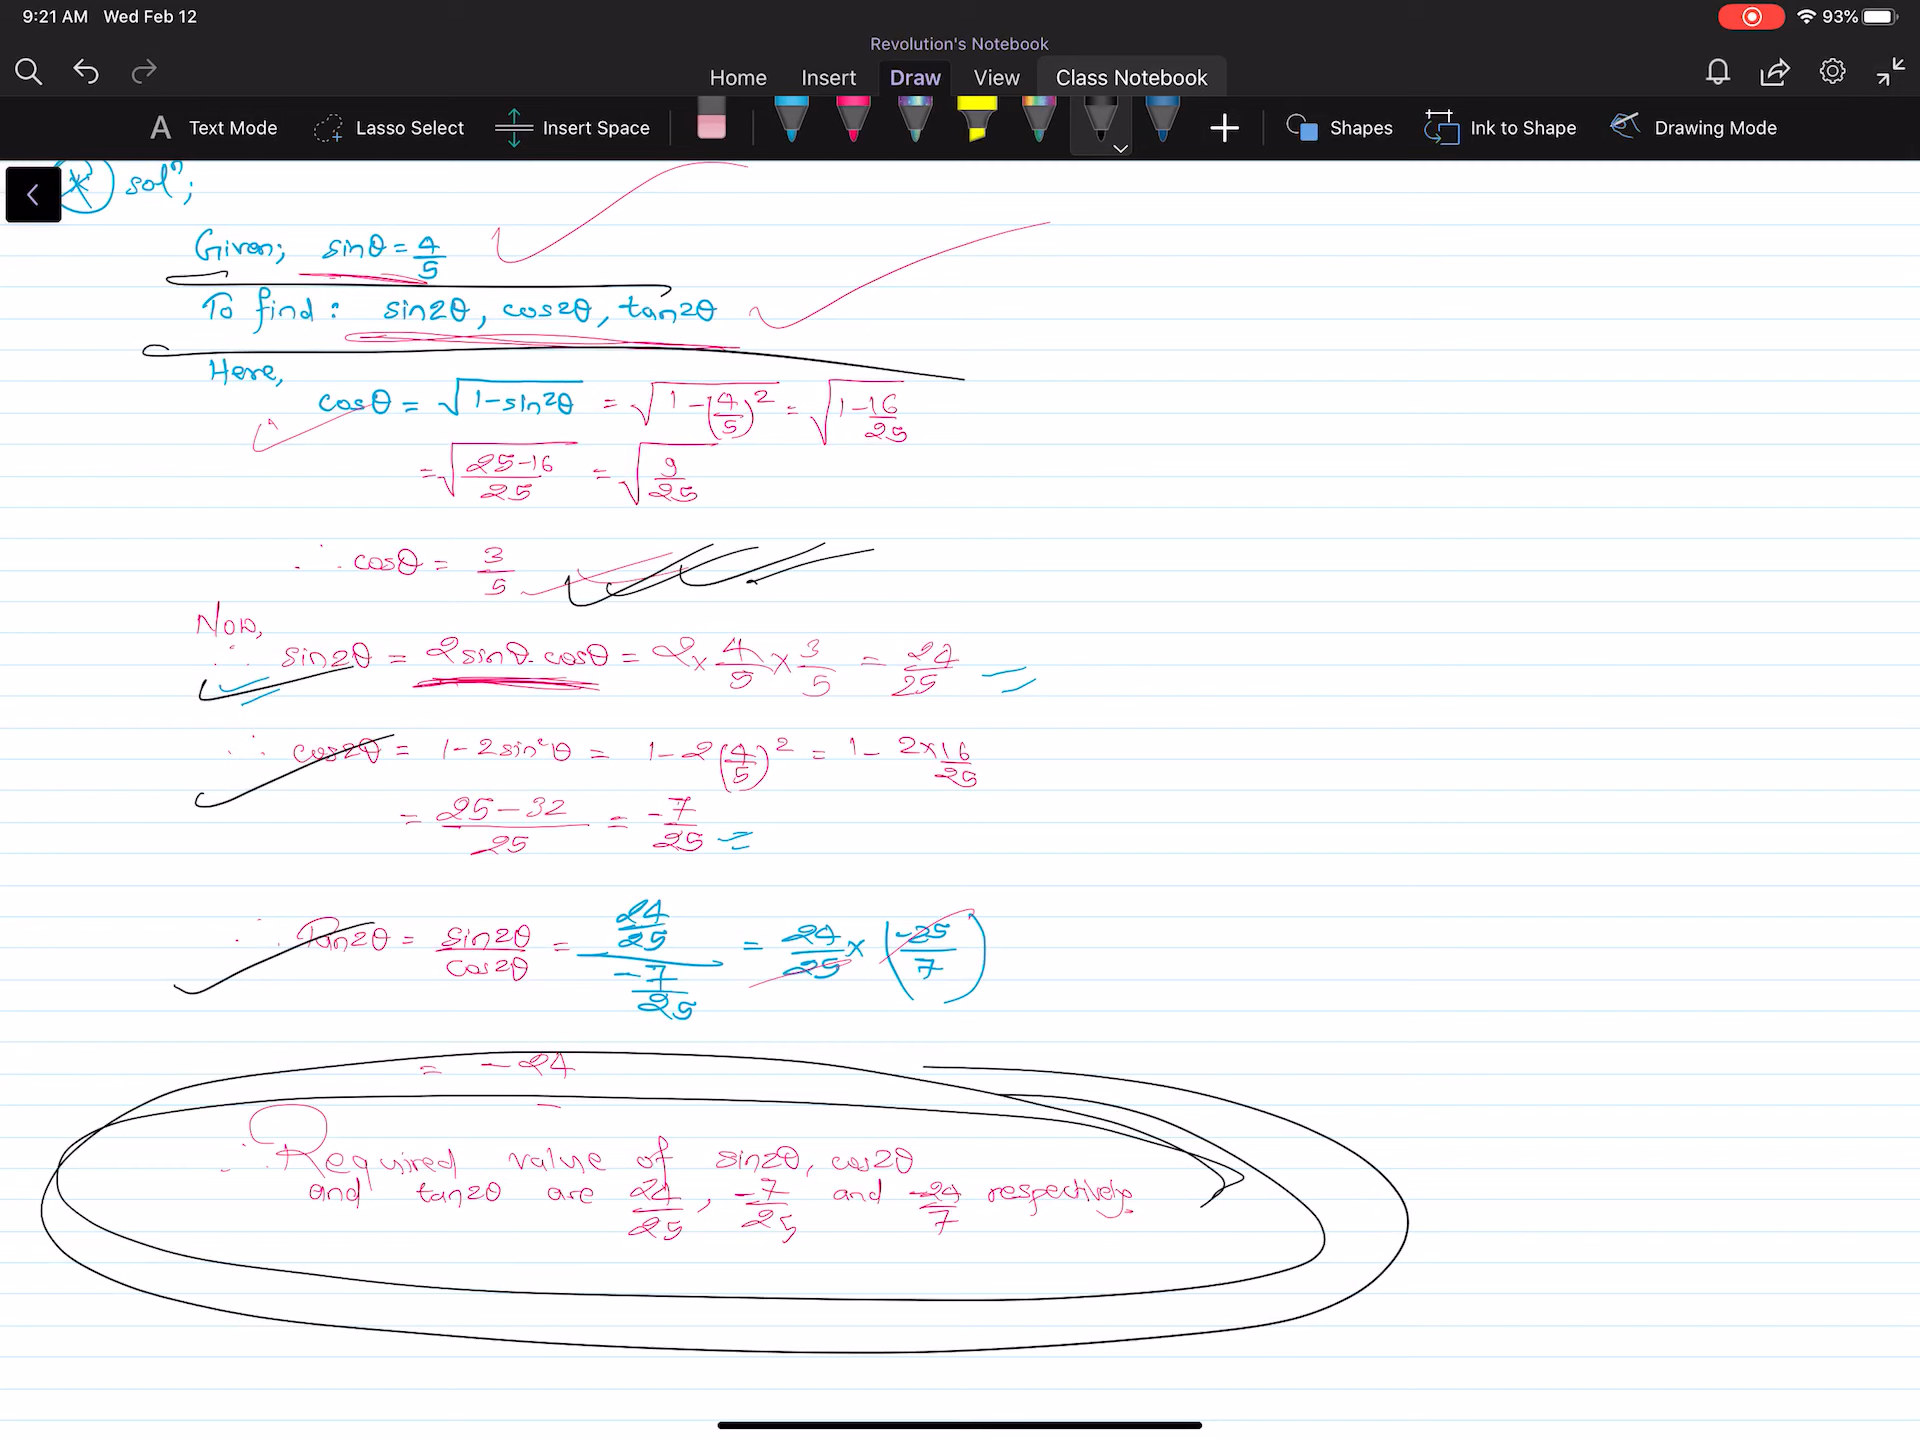 9:21 AM Wed Feb 12
93%
Revolution's Notebook
Home Insert Draw View Class Notebook
Text Mode Lasso Select Insert Space Shapes Ink to Shape Drawing Mode
* solⁿ;
Given; sinθ = 4/5
To find : sin2θ, cos2θ, tan2θ
Here,
cosθ = √(1-sin²θ) = √(1-(4/5)²) = √(1-16/25)
= √((25-16)/25) = √(9/25)
∴ cosθ = 3/5
Now,
∴ sin2θ = 2sinθ.cosθ = 2 × 4/5 × 3/5 = 24/25
∴ cos2θ = 1-2sin²θ = 1-2(4/5)² = 1- 2×16/25
= (25-32)/25 = -7/25
∴ Tan2θ = sin2θ/cos2θ = (24/25)/(-7/25) = 24/25 × (-25/7)
= -24
∴ Required value of sin2θ, cos2θ
and tan2θ are 24/25, -7/25 and -24/7 respectively.